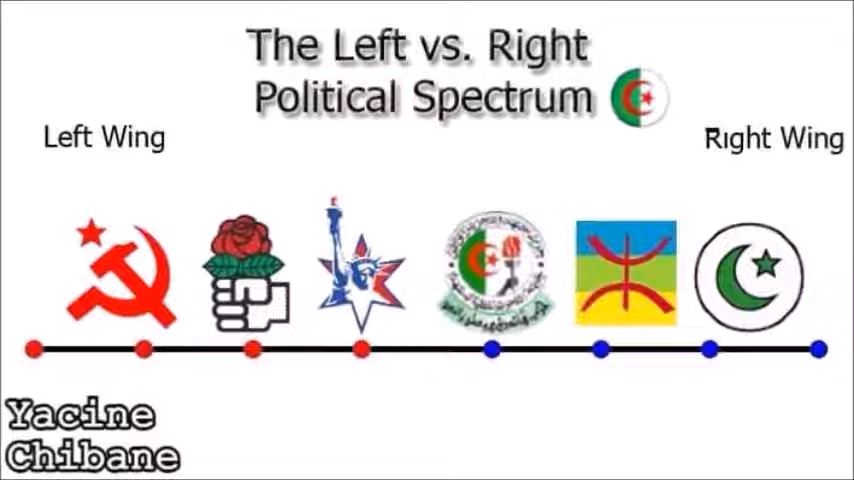 The Left vs. Right
Political Spectrum
Left Wing
Right Wing
Yacine
Chibane